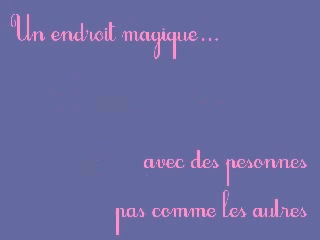 Un endroit magique...
avec des pesonnes
pas comme les autres